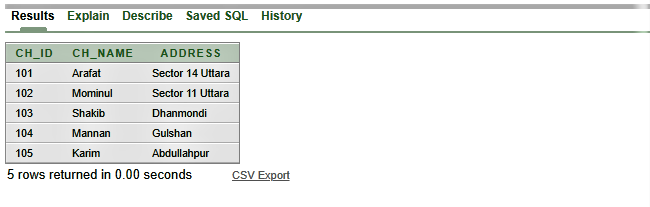 Results Explain Describe Saved SQL History
CH_ID CH_NAME ADDRESS
101 Arafat Sector 14 Uttara
102 Mominul Sector 11 Uttara
103 Shakib Dhanmondi
104 Mannan Gulshan
105 Karim Abdullahpur
5 rows returned in 0.00 seconds CSV Export